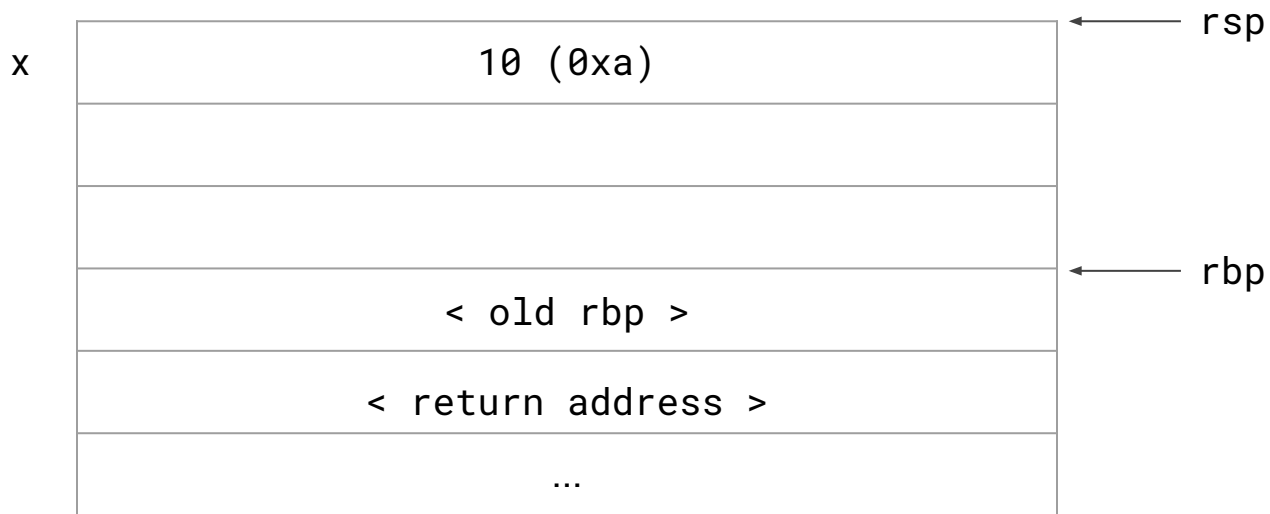 rsp
x 10 (0xa)
rbp
< old rbp >
< return address >
...